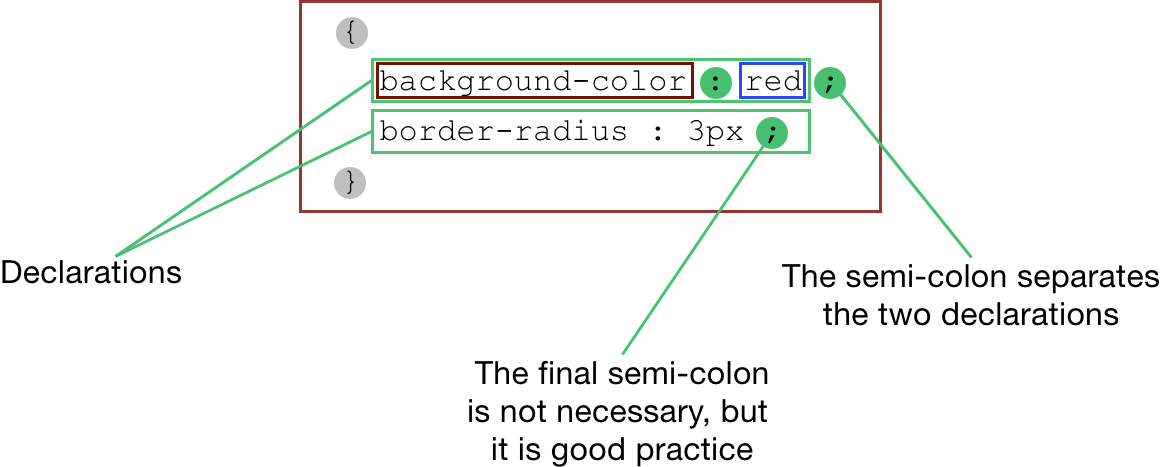 {
background-color : red ;
border-radius : 3px ;
}
Declarations
The semi-colon separates
the two declarations
The final semi-colon
is not necessary, but
it is good practice